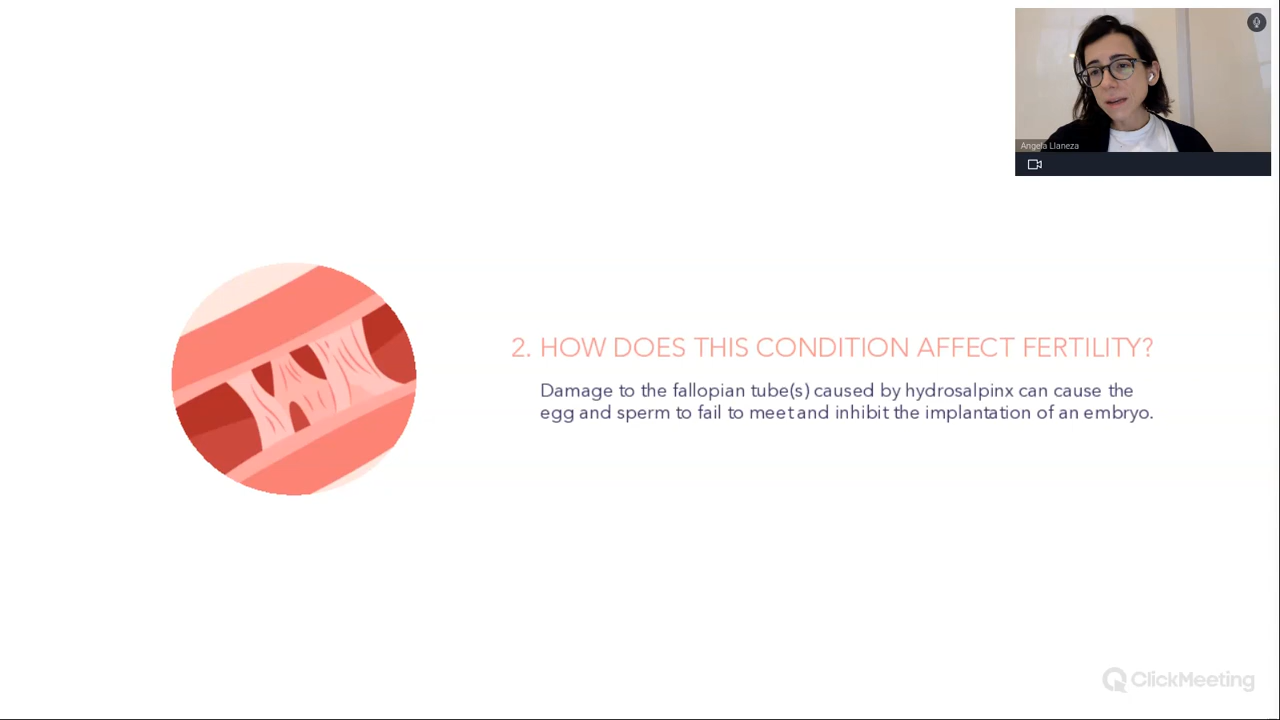 Angela Llaneza
2. HOW DOES THIS CONDITION AFFECT FERTILITY?
Damage to the fallopian tube(s) caused by hydrosalpinx can cause the
egg and sperm to fail to meet and inhibit the implantation of an embryo.
ClickMeeting